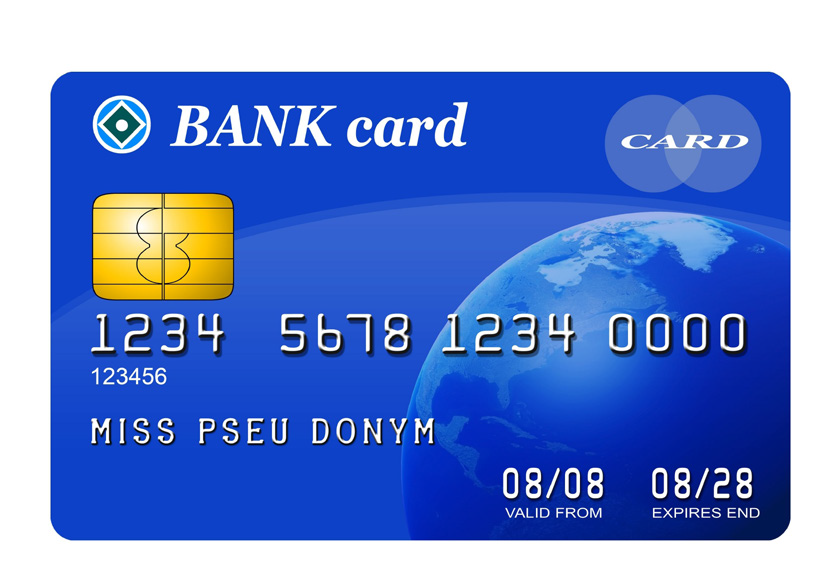 BANK card
CARD
1234 5678 1234 0000
123456
MISS PSEU DONYM
08/08 08/28
VALID FROM EXPIRES END